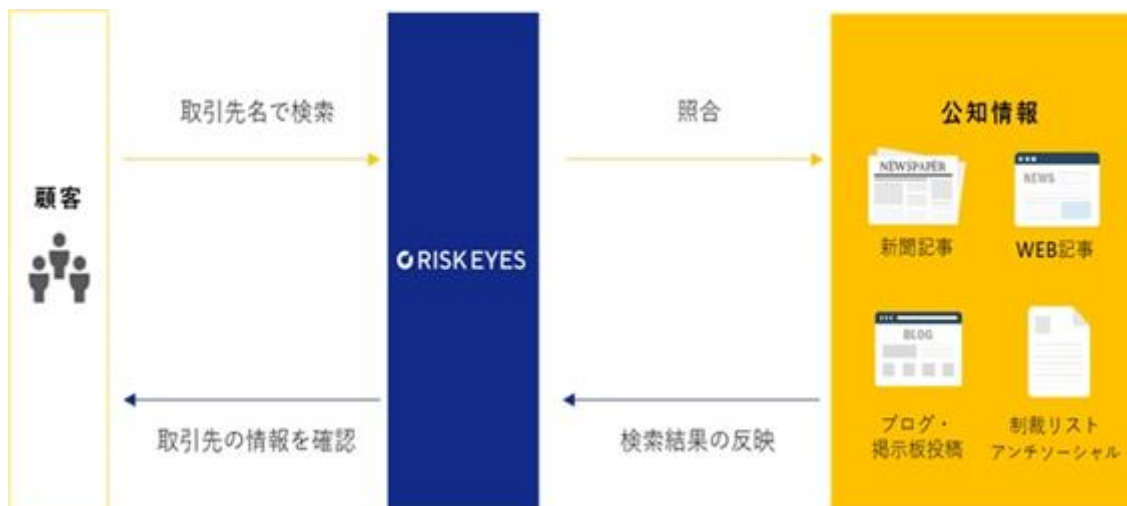 取引先名で検索
照合
公知情報
顧客
NEWSPAPER
NEWS
新聞記事
WEB記事
RISK EYES
BLOG
取引先の情報を確認
検索結果の反映
ブログ・
掲示板投稿
制裁リスト
アンチソーシャル